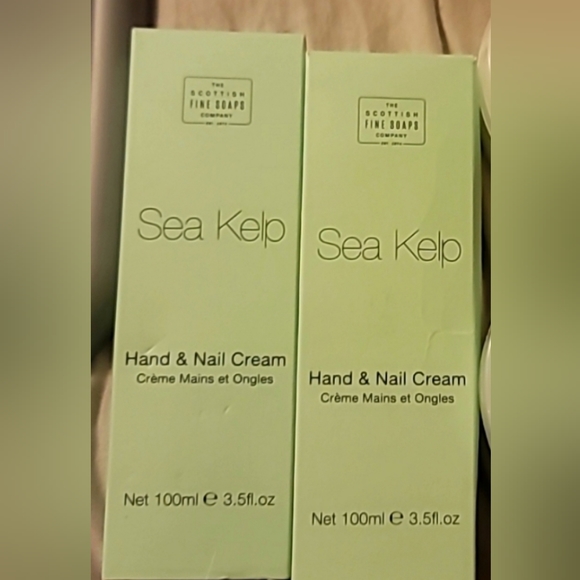 THE
SCOTTISH
FINE SOAPS
COMPANY
Sea Kelp
Hand & Nail Cream
Crème Mains et Ongles
Net 100ml ℮ 3.5fl.oz
THE
SCOTTISH
FINE SOAPS
COMPANY
Sea Kelp
Hand & Nail Cream
Crème Mains et Ongles
Net 100ml ℮ 3.5fl.oz